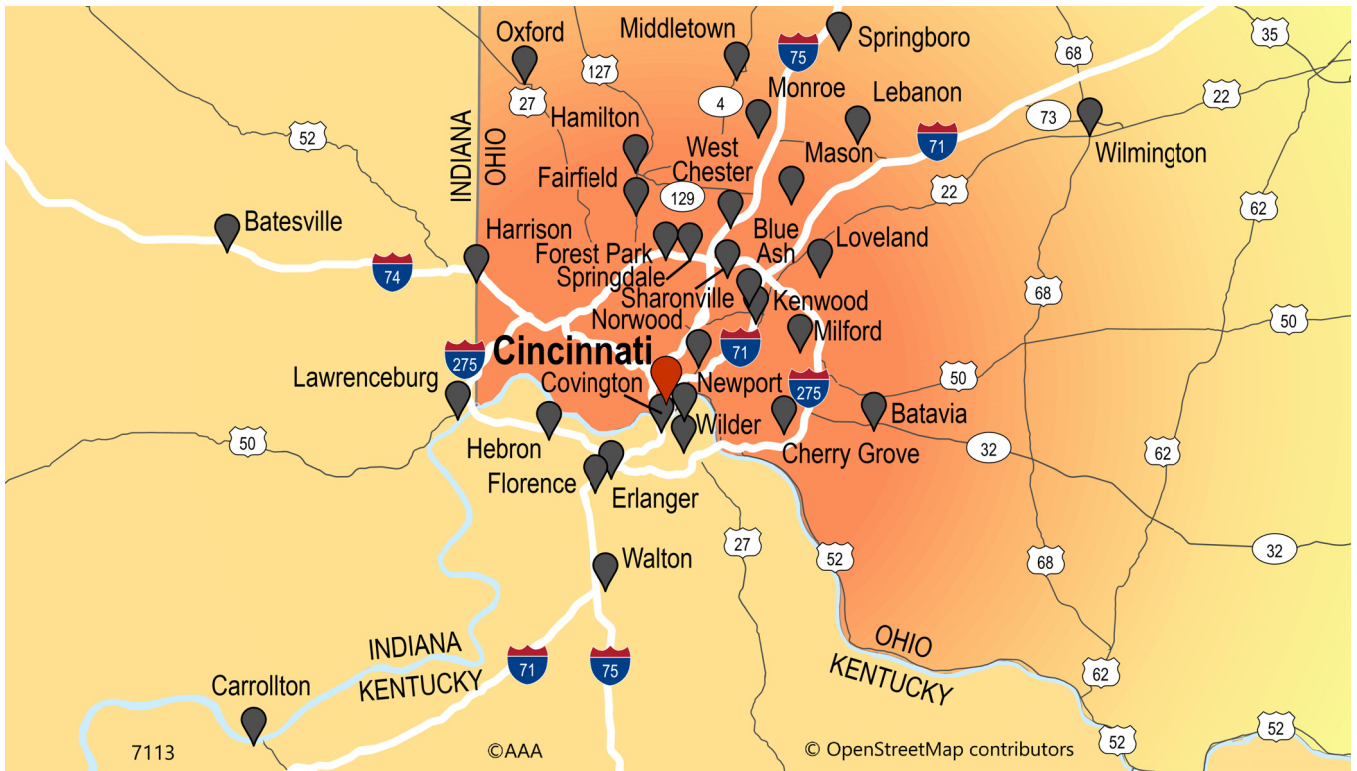 Oxford
Middletown
Springboro
75
68
35
127
27
4
Monroe
Lebanon
22
52
INDIANA
OHIO
Hamilton
73
71
West
Chester
Mason
Wilmington
Fairfield
129
22
62
Batesville
Harrison
Blue
Ash
Loveland
Forest Park
Springdale
74
Sharonville
Kenwood
68
Norwood
Milford
50
Cincinnati
71
275
Lawrenceburg
Covington
Newport
275
50
Batavia
50
Wilder
Hebron
Cherry Grove
32
62
Florence
Erlanger
27
52
32
Walton
68
INDIANA
KENTUCKY
OHIO
KENTUCKY
71
75
62
Carrollton
52
52
7113
©AAA
© OpenStreetMap contributors